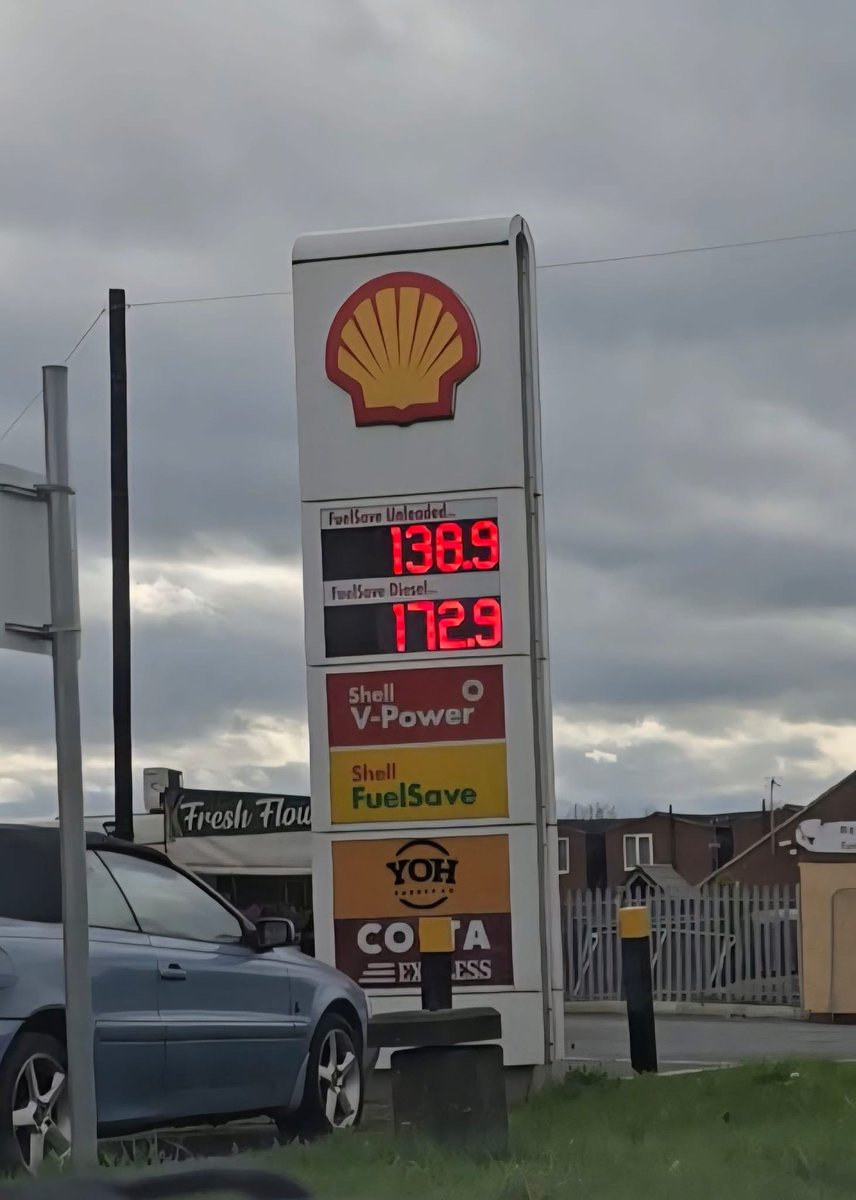 FuelSave Unleaded
138.9
FuelSave Diesel
172.9
Shell
V-Power
Shell
FuelSave
Fresh Flow
YOH
COSTA
EXPRESS